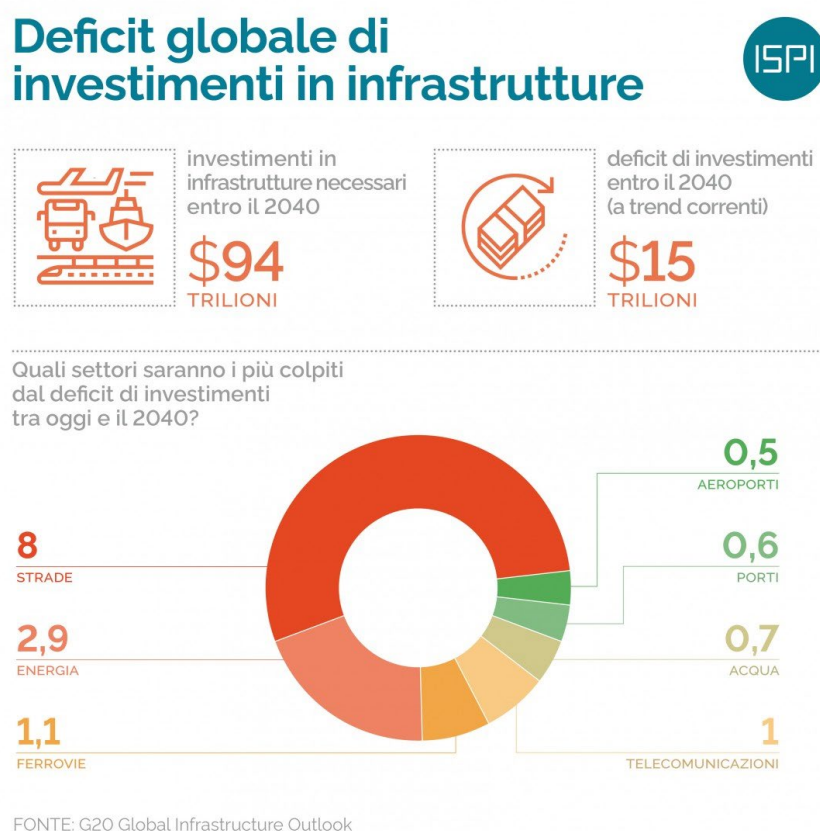 Deficit globale di
investimenti in infrastrutture
ISPI
investimenti in
infrastrutture necessari
entro il 2040
$94
TRILIONI
deficit di investimenti
entro il 2040
(a trend correnti)
$15
TRILIONI
Quali settori saranno i più colpiti
dal deficit di investimenti
tra oggi e il 2040?
8
STRADE
2,9
ENERGIA
1,1
FERROVIE
0,5
AEROPORTI
0,6
PORTI
0,7
ACQUA
1
TELECOMUNICAZIONI
FONTE: G20 Global Infrastructure Outlook